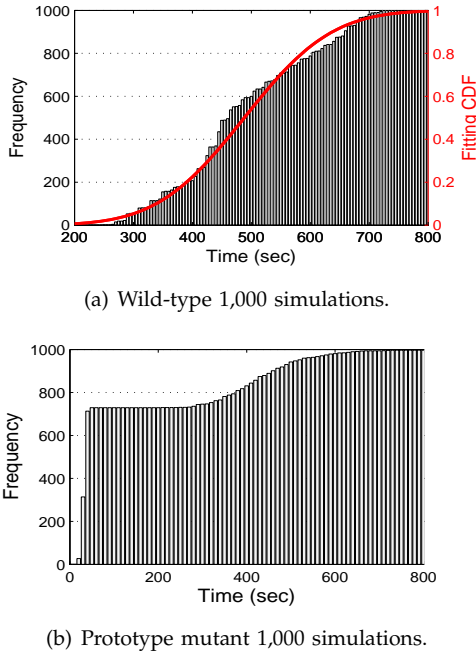 1000
800
600
400
200
0
Frequency
1
0.8
0.6
0.4
0.2
0
Fitting CDF
200 300 400 500 600 700 800
Time (sec)
(a) Wild-type 1,000 simulations.
1000
800
600
400
200
0
Frequency
0 200 400 600 800
Time (sec)
(b) Prototype mutant 1,000 simulations.